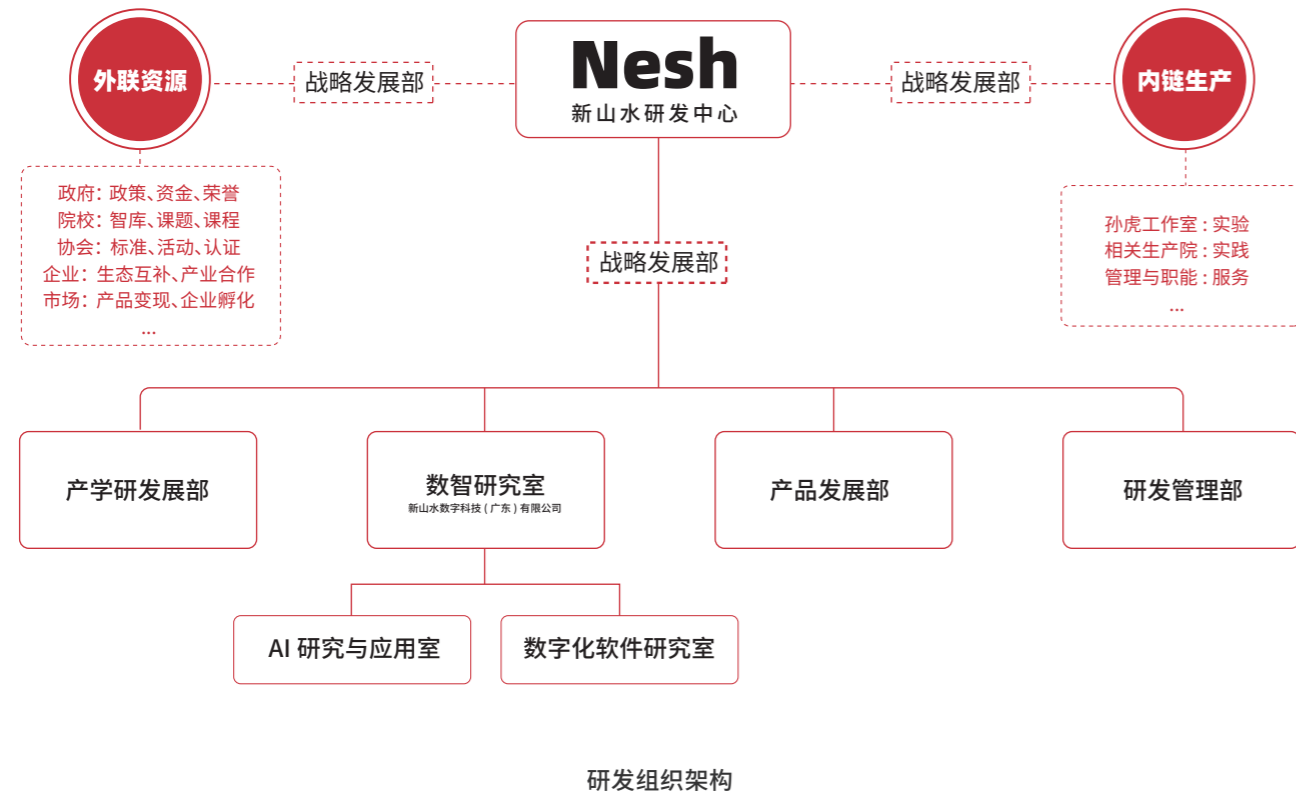 外联资源
战略发展部
Nesh
新山水研发中心
战略发展部
内链生产
政府：政策、资金、荣誉
院校：智库、课题、课程
协会：标准、活动、认证
企业：生态互补、产业合作
市场：产品变现、企业孵化
...
孙虎工作室：实验
相关生产院：实践
管理与职能：服务
...
战略发展部
产学研发展部
数智研究室
新山水数字科技（广东）有限公司
产品发展部
研发管理部
AI 研究与应用室
数字化软件研究室
研发组织架构